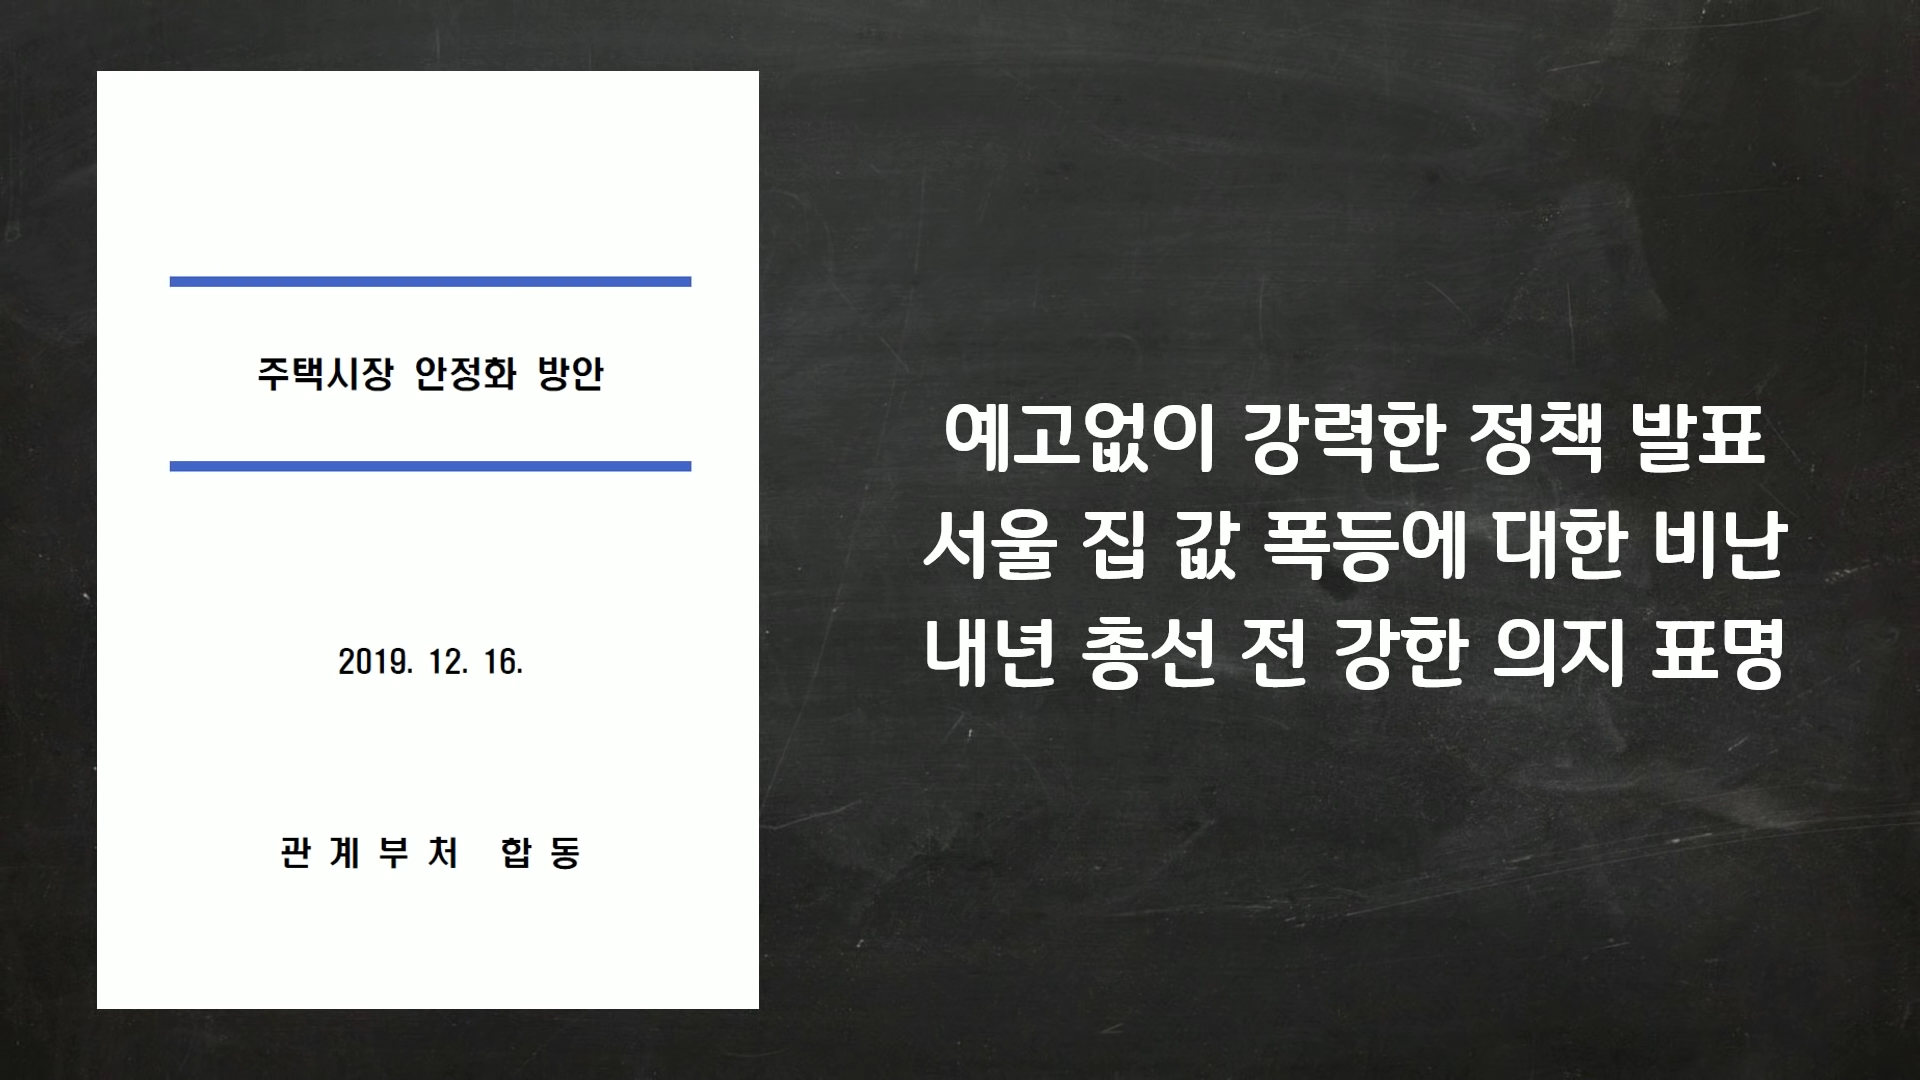 주택시장 안정화 방안
2019. 12. 16.
관계부처 합동
예고없이 강력한 정책 발표
서울 집 값 폭등에 대한 비난
내년 총선 전 강한 의지 표명